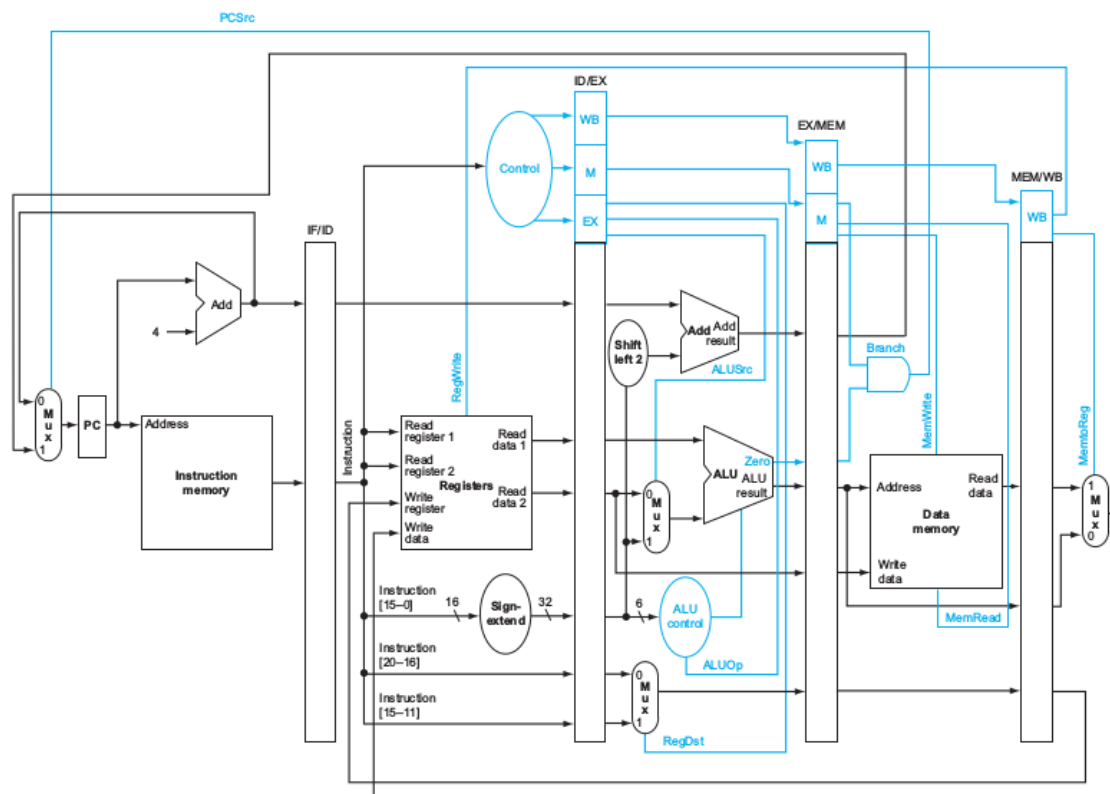 PCSrc
ID/EX
WB
EX/MEM
Control
M
WB
MEM/WB
EX
M
WB
IF/ID
Add
4
Shift
left 2
Add
Add
result
Branch
ALUSrc
RegWrite
0
M
u
x
1
PC
Address
Instruction
memory
Instruction
Read
register 1
Read
register 2
Write
register
Write
data
Registers
Read
data 1
Read
data 2
0
M
u
x
1
Zero
ALU
ALU
result
MemWrite
Address
Read
data
Data
memory
Write
data
MemtoReg
1
M
u
x
0
Instruction
[15–0]
16
Sign-
extend
32
6
ALU
control
MemRead
Instruction
[20–16]
ALUOp
Instruction
[15–11]
0
M
u
x
1
RegDst